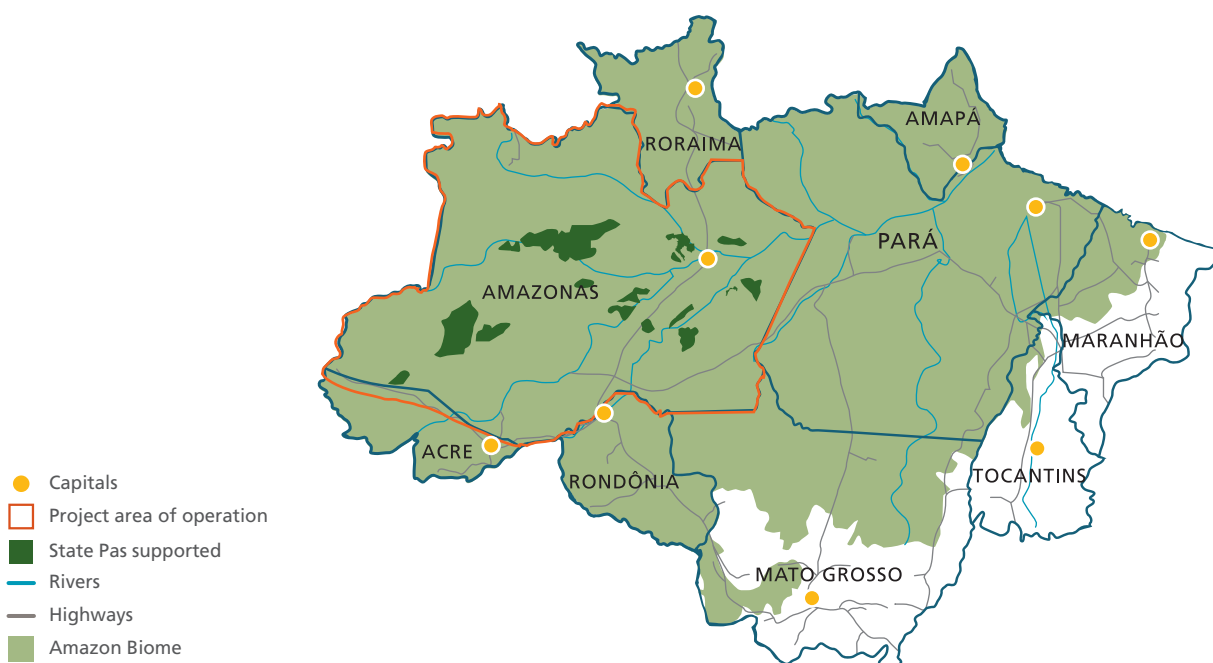 AMAPÁ
RORAIMA
PARÁ
AMAZONAS
MARANHÃO
ACRE
RONDÔNIA
TOCANTINS
MATO GROSSO
Capitals
Project area of operation
State Pas supported
Rivers
Highways
Amazon Biome